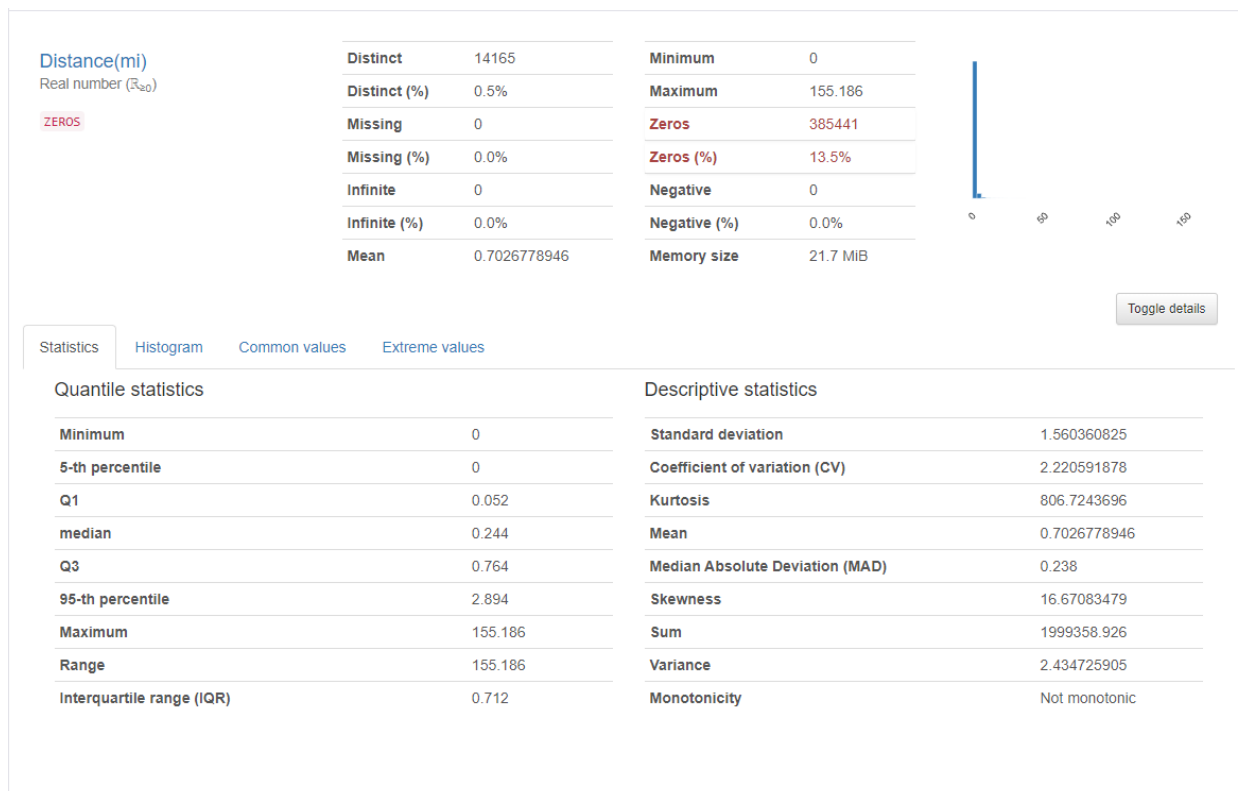 Distance(mi)
Real number (ℝ≥0)
ZEROS
Distinct 14165
Distinct (%) 0.5%
Missing 0
Missing (%) 0.0%
Infinite 0
Infinite (%) 0.0%
Mean 0.7026778946
Minimum 0
Maximum 155.186
Zeros 385441
Zeros (%) 13.5%
Negative 0
Negative (%) 0.0%
Memory size 21.7 MiB
0 50 100 150
Toggle details
Statistics Histogram Common values Extreme values
Quantile statistics
Minimum 0
5-th percentile 0
Q1 0.052
median 0.244
Q3 0.764
95-th percentile 2.894
Maximum 155.186
Range 155.186
Interquartile range (IQR) 0.712
Descriptive statistics
Standard deviation 1.560360825
Coefficient of variation (CV) 2.220591878
Kurtosis 806.7243696
Mean 0.7026778946
Median Absolute Deviation (MAD) 0.238
Skewness 16.67083479
Sum 1999358.926
Variance 2.434725905
Monotonicity Not monotonic